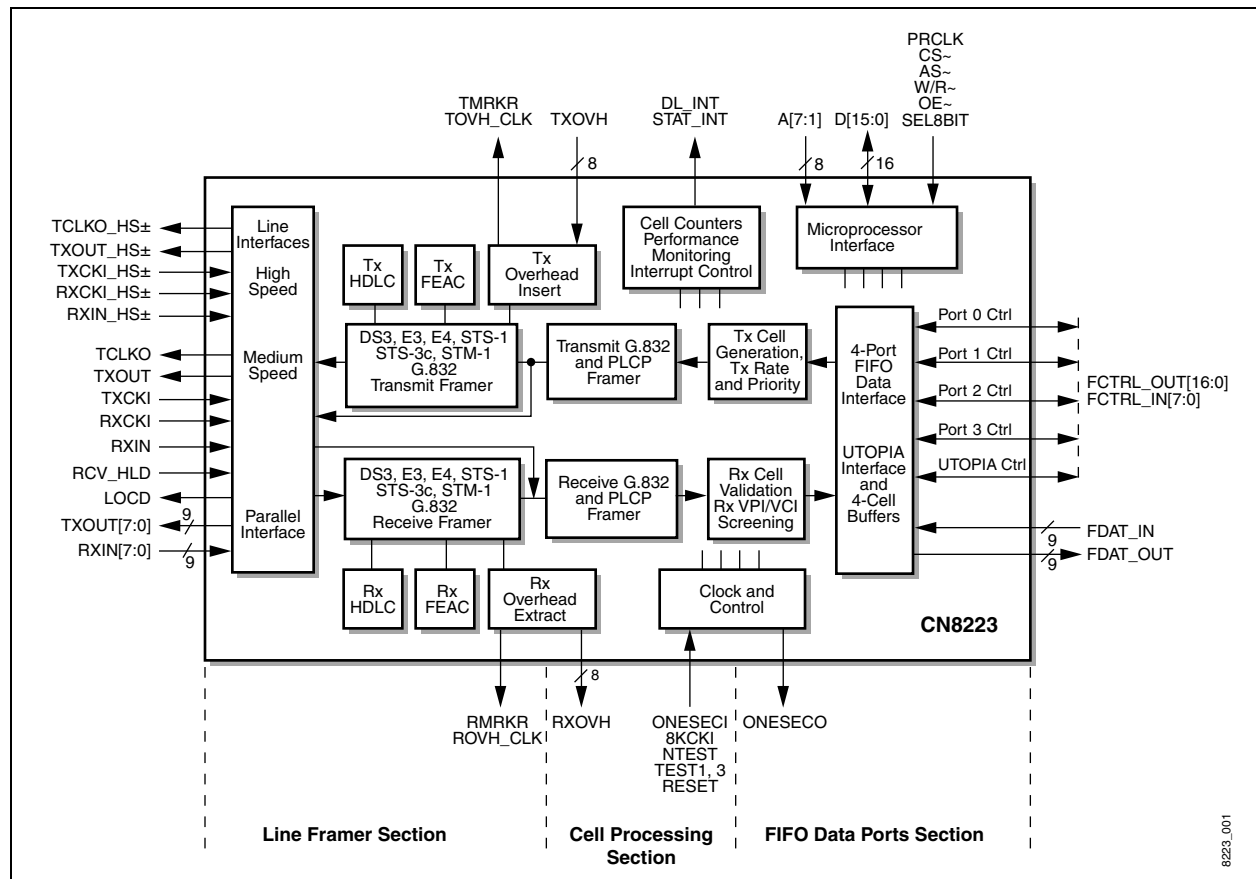 PRCLK
CS~
AS~
W/R~
OE~
SEL8BIT
TMRKR
TOVH_CLK
TXOVH
DL_INT
STAT_INT
A[7:1]
D[15:0]
8
8
16
TCLKO_HS±
TXOUT_HS±
TXCKI_HS±
RXCKI_HS±
RXIN_HS±
TCLKO
TXOUT
TXCKI
RXCKI
RXIN
RCV_HLD
LOCD
TXOUT[7:0]
9
RXIN[7:0]
9
Line
Interfaces
High
Speed
Medium
Speed
Parallel
Interface
Tx
HDLC
Tx
FEAC
Tx
Overhead
Insert
Cell Counters
Performance
Monitoring
Interrupt Control
Microprocessor
Interface
DS3, E3, E4, STS-1
STS-3c, STM-1
G.832
Transmit Framer
Transmit G.832
and PLCP
Framer
Tx Cell
Generation,
Tx Rate
and Priority
4-Port
FIFO
Data
Interface
UTOPIA
Interface
and
4-Cell
Buffers
Port 0 Ctrl
Port 1 Ctrl
Port 2 Ctrl
Port 3 Ctrl
UTOPIA Ctrl
FCTRL_OUT[16:0]
FCTRL_IN[7:0]
9
FDAT_IN
9
FDAT_OUT
DS3, E3, E4, STS-1
STS-3c, STM-1
G.832
Receive Framer
Receive G.832
and PLCP
Framer
Rx Cell
Validation
Rx VPI/VCI
Screening
Rx
HDLC
Rx
FEAC
Rx
Overhead
Extract
Clock and
Control
CN8223
8
RMRKR
ROVH_CLK
RXOVH
ONESECI
8KCKI
NTEST
TEST1, 3
RESET
ONESECO
Line Framer Section
Cell Processing
Section
FIFO Data Ports Section
8223_001